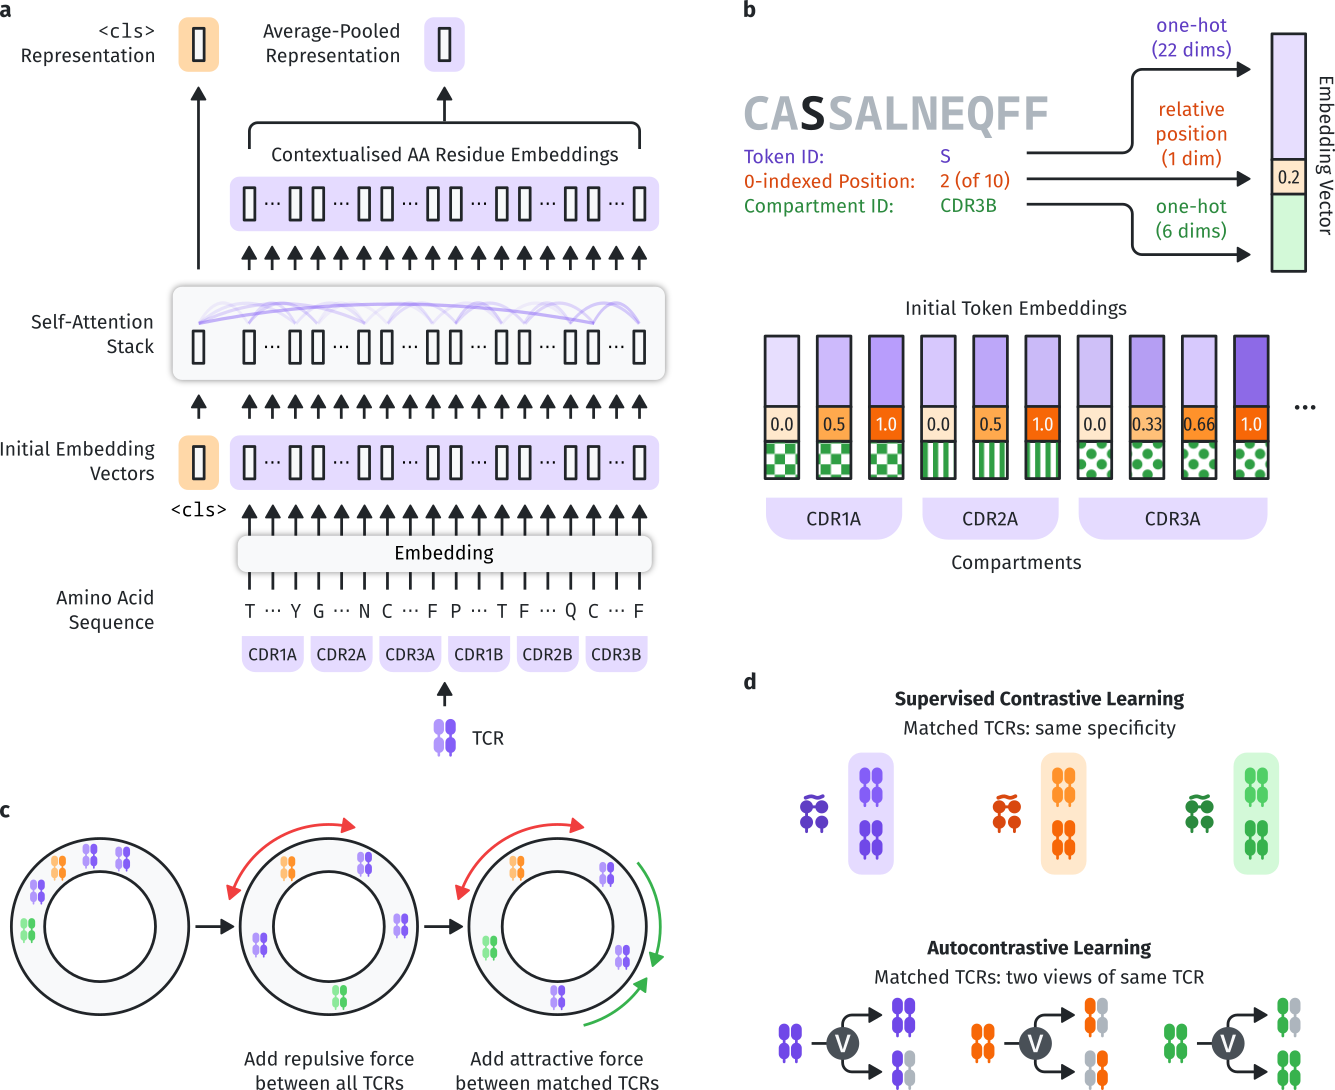 a
<cls>
Representation
Average-Pooled
Representation
Contextualised AA Residue Embeddings
... ... ... ... ... ...
Self-Attention
Stack
... ... ... ... ... ...
Initial Embedding
Vectors
... ... ... ... ... ...
<cls>
Embedding
Amino Acid
Sequence
T ... Y G ... N C ... F P ... T F ... Q C ... F
CDR1A CDR2A CDR3A CDR1B CDR2B CDR3B
TCR
b
CASSALNEQFF
Token ID: S
0-indexed Position: 2 (of 10)
Compartment ID: CDR3B
one-hot
(22 dims)
relative
position
(1 dim)
one-hot
(6 dims)
0.2
Embedding Vector
Initial Token Embeddings
0.0 0.5 1.0 0.0 0.5 1.0 0.0 0.33 0.66 1.0
...
CDR1A CDR2A CDR3A
Compartments
c
Add repulsive force
between all TCRs
Add attractive force
between matched TCRs
d
Supervised Contrastive Learning
Matched TCRs: same specificity
Autocontrastive Learning
Matched TCRs: two views of same TCR
V V V